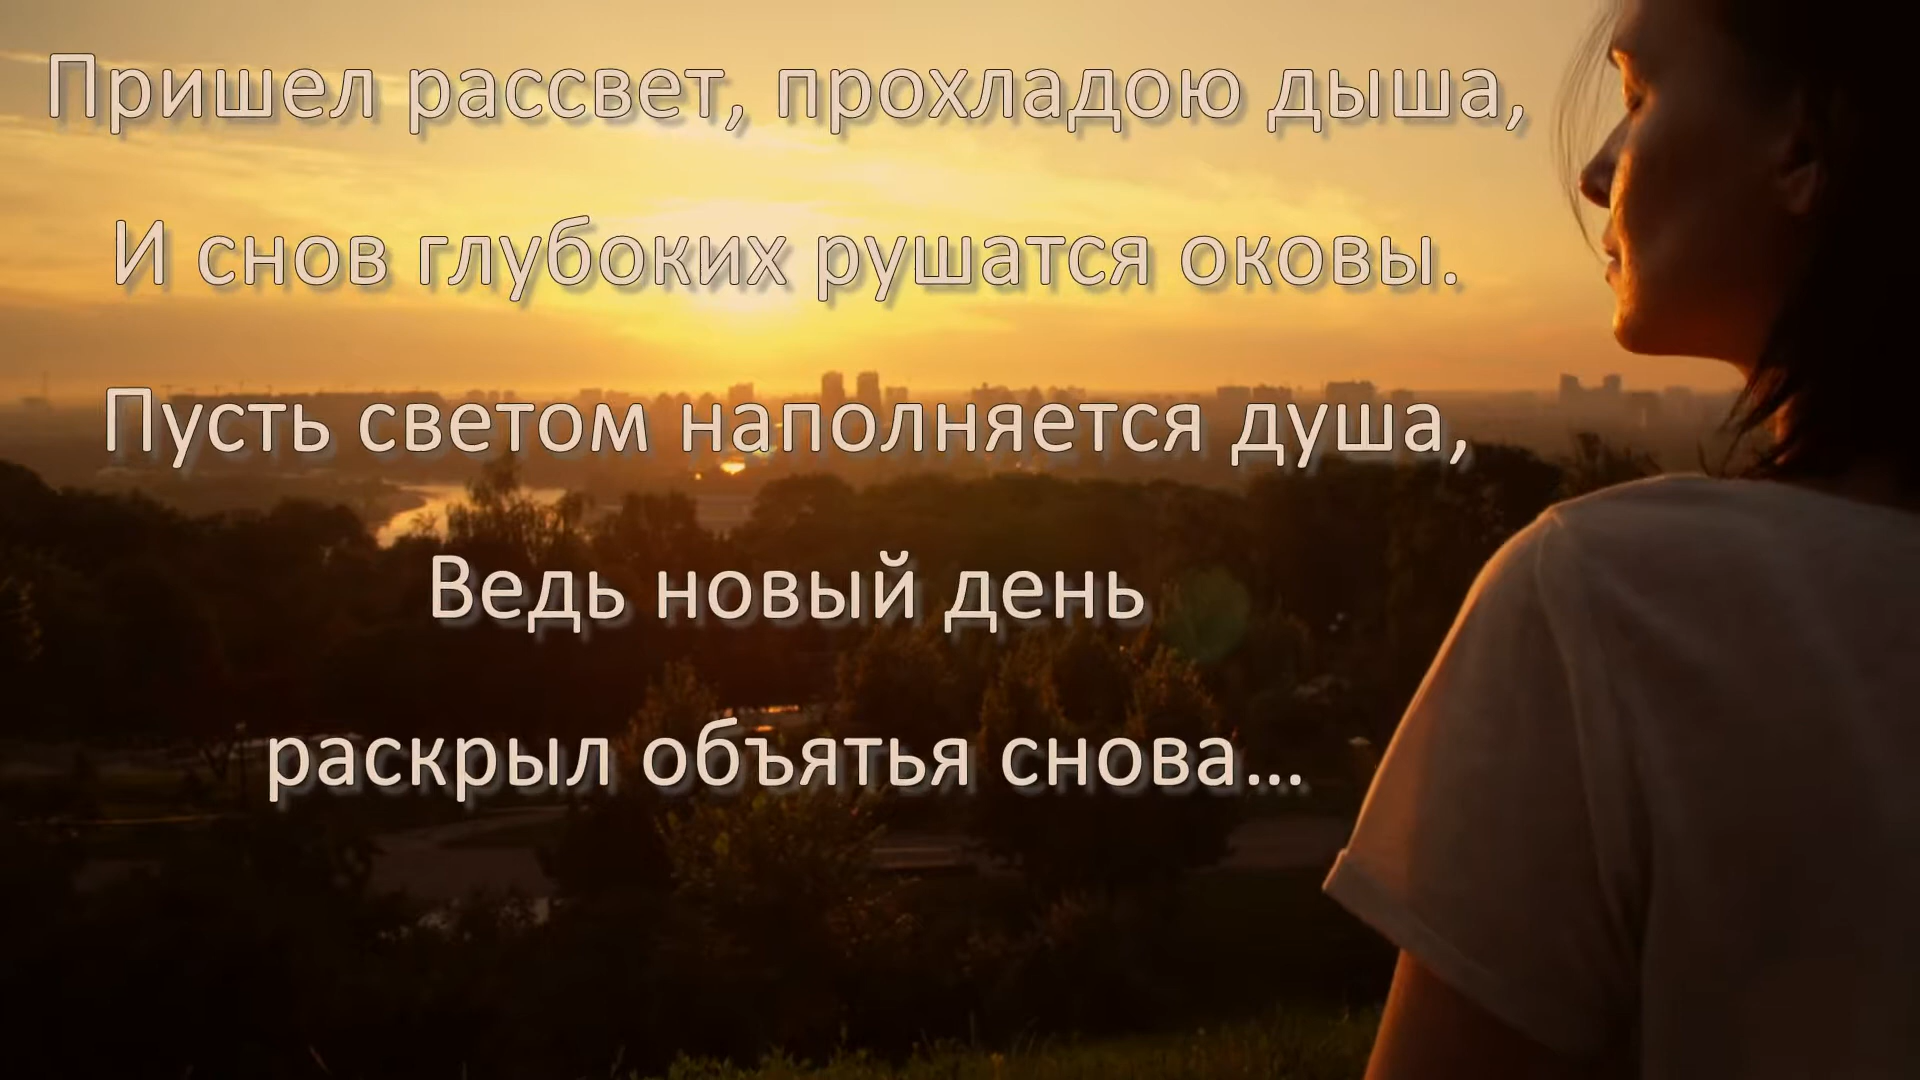 Пришел рассвет, прохладою дыша,
И снов глубоких рушатся оковы.
Пусть светом наполняется душа,
Ведь новый день
раскрыл объятья снова...